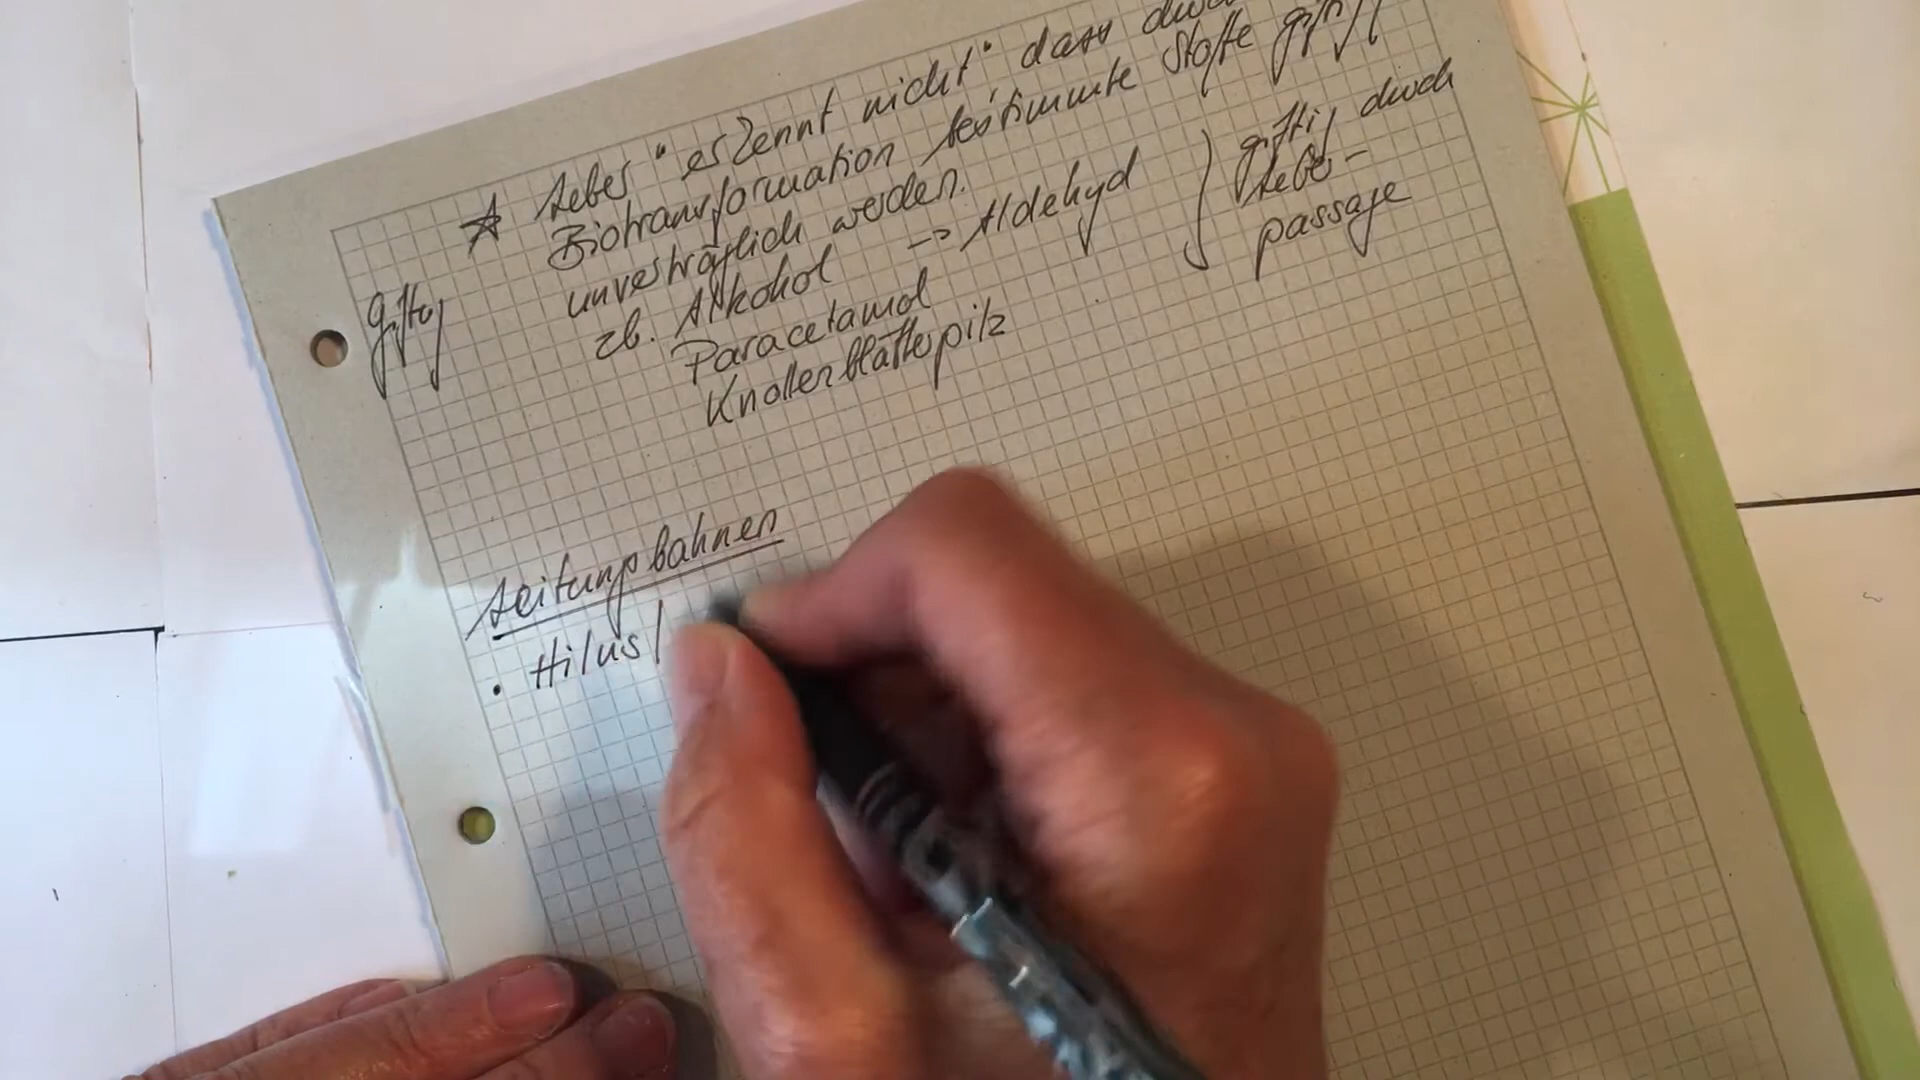 * Leber "erkennt nicht" dass durch
Biotransformation bestimmte Stoffe giftig/
unverträglich werden.
zb. Alkohol -> Aldehyd
Paracetamol
Knollenblätterpilz
giftig durch
Leber-
passage
giftig
Leitungsbahnen
• Hilus/